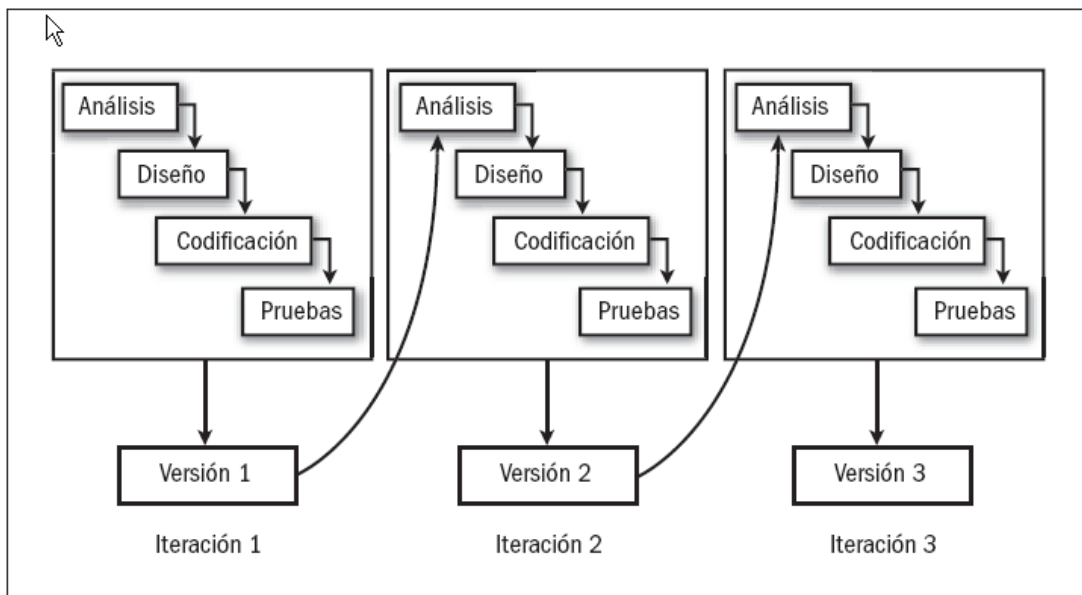 Análisis
Diseño
Codificación
Pruebas
Versión 1
Iteración 1
Análisis
Diseño
Codificación
Pruebas
Versión 2
Iteración 2
Análisis
Diseño
Codificación
Pruebas
Versión 3
Iteración 3